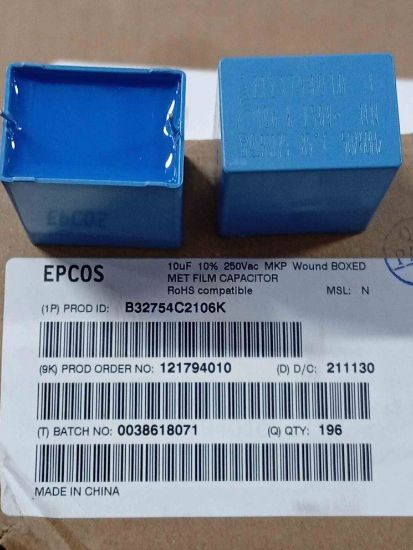 EPCOS
EPCOS
10uF 10% 250Vac MKP Wound BOXED
MET FILM CAPACITOR
RoHS compatible
MSL: N
(1P) PROD ID: B32754C2106K
(9K) PROD ORDER NO: 121794010
(D) D/C: 211130
(T) BATCH NO: 0038618071
(Q) QTY: 196
MADE IN CHINA